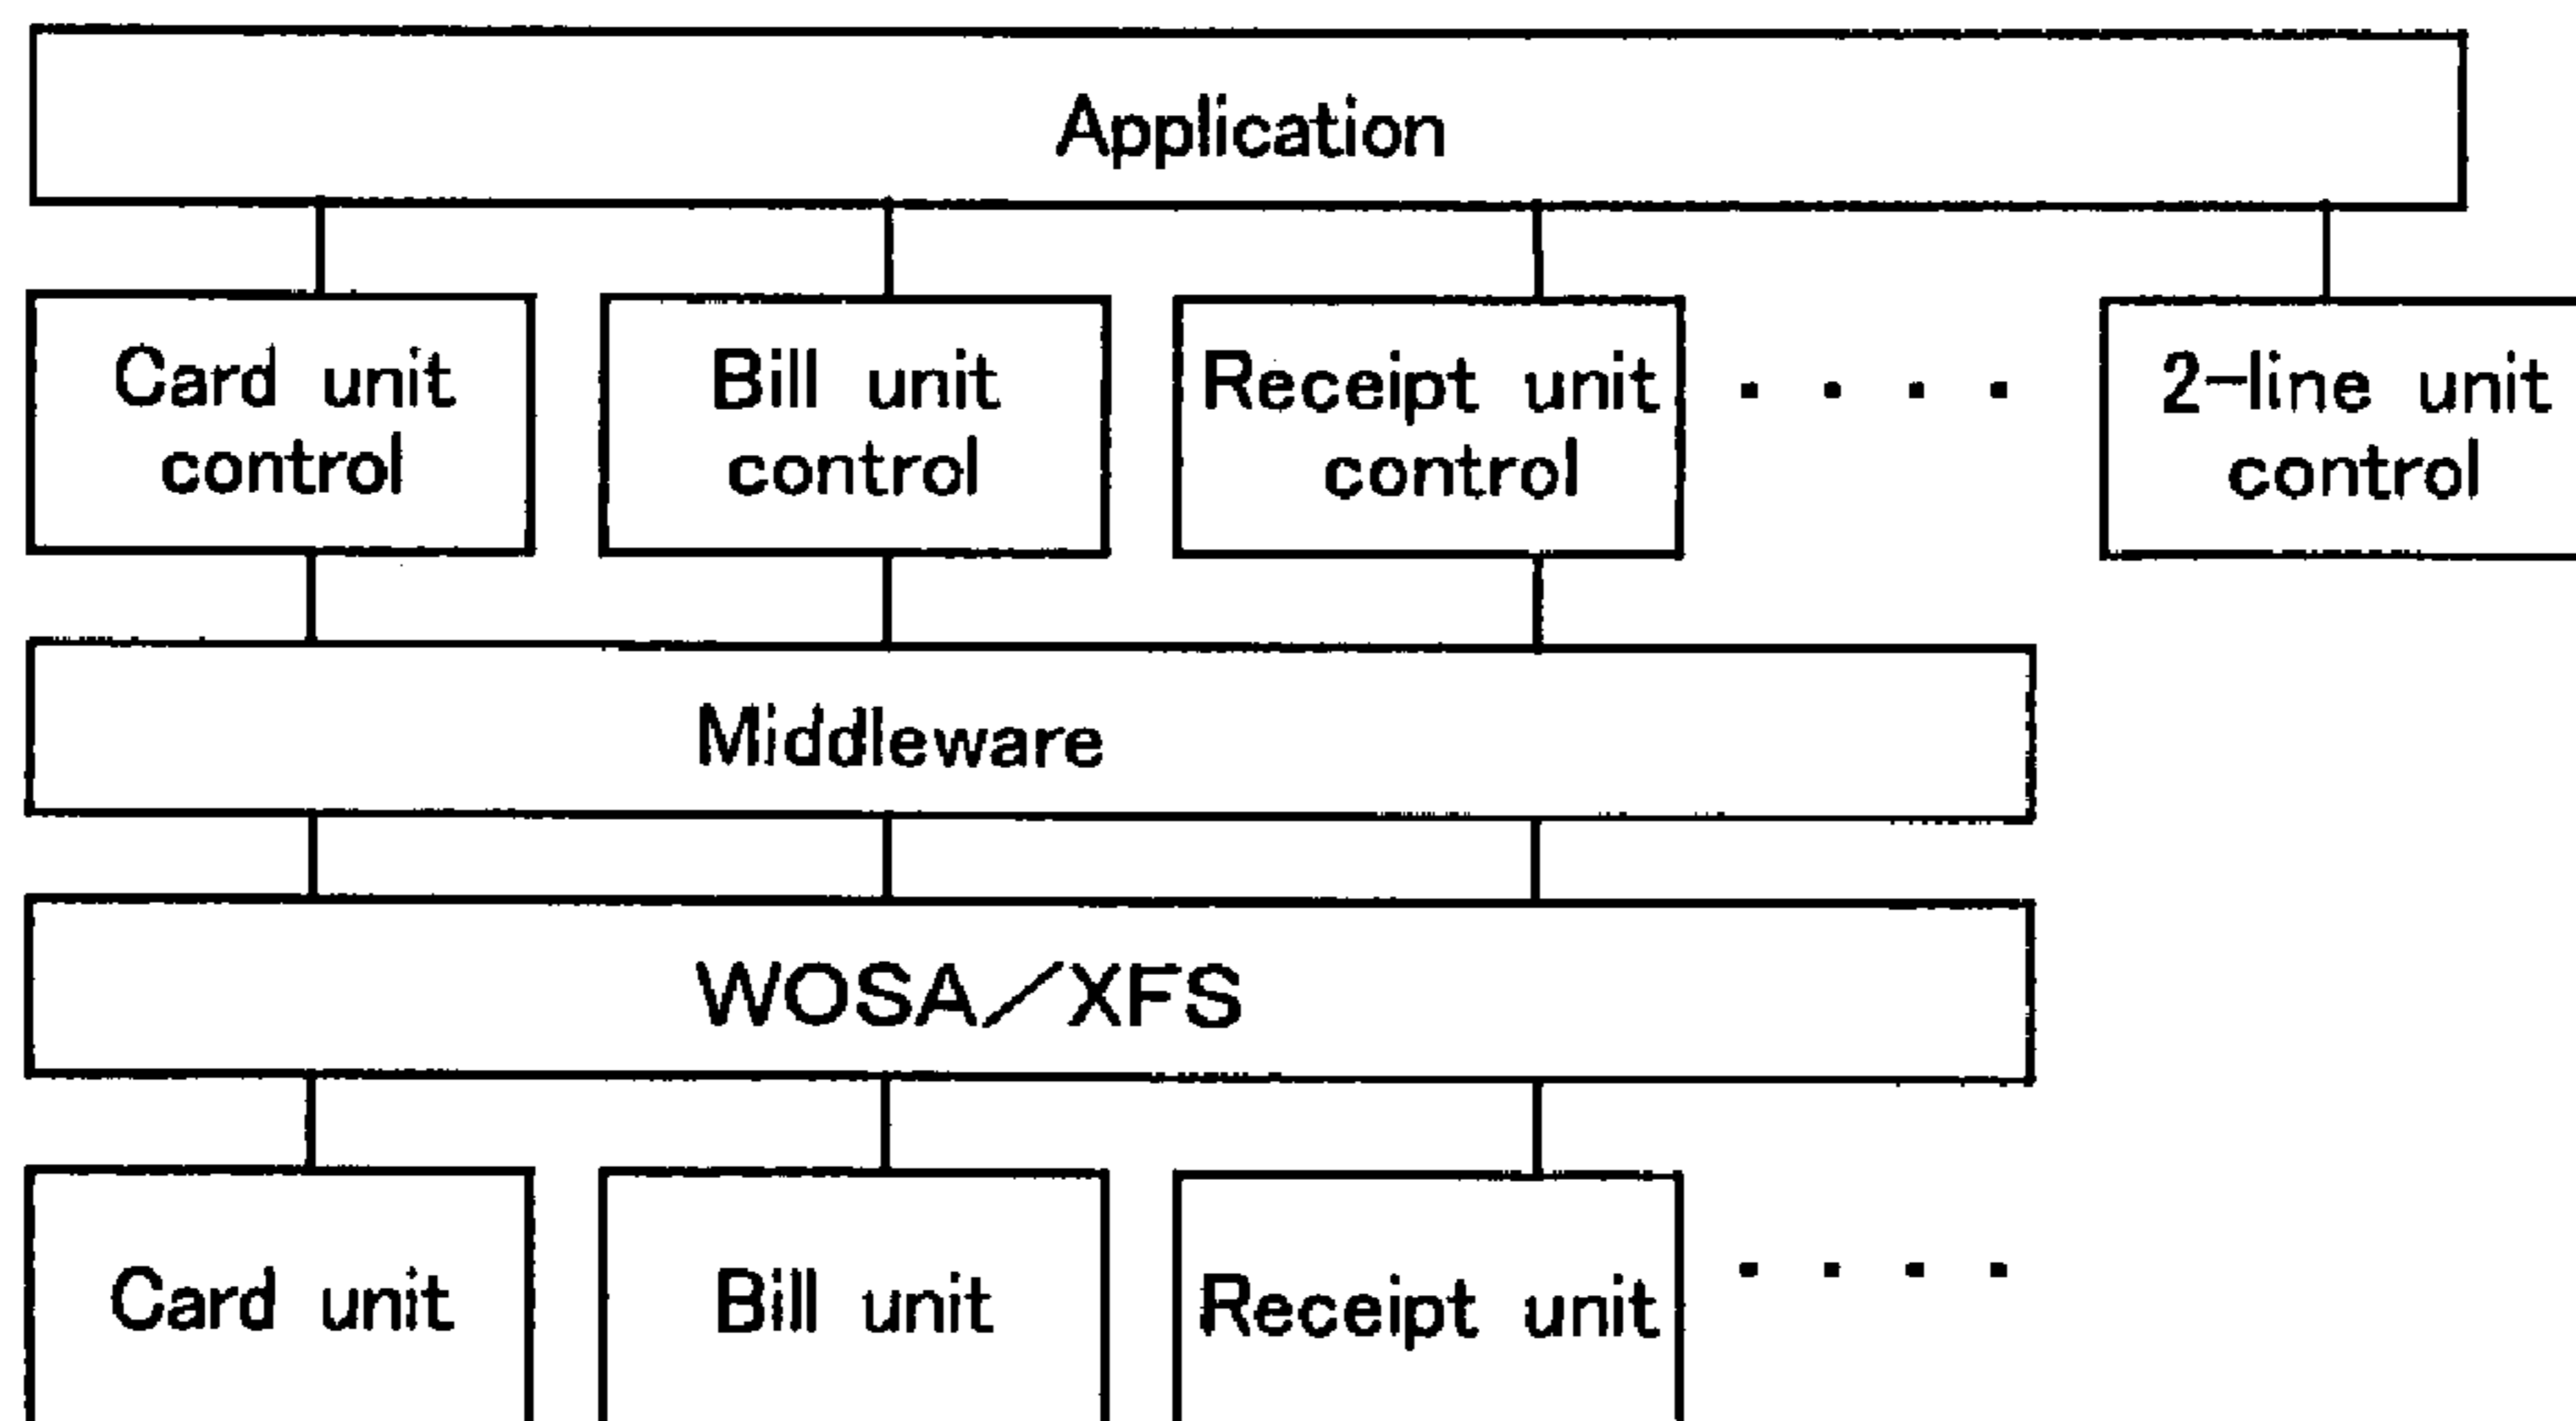 Application
Card unit
control
Bill unit
control
Receipt unit
control
· · · ·
2-line unit
control
Middleware
WOSA/XFS
Card unit
Bill unit
Receipt unit
· · · ·